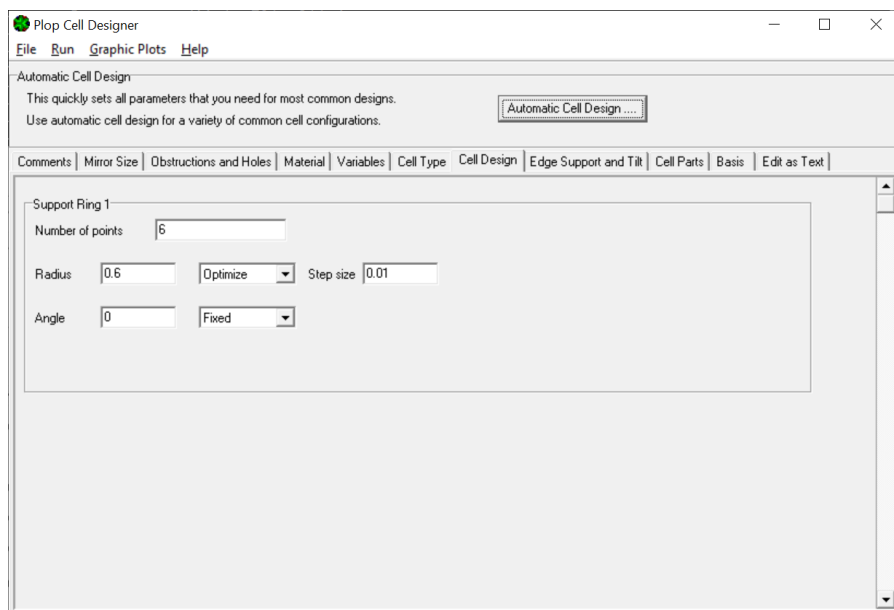 Plop Cell Designer
File Run Graphic Plots Help
Automatic Cell Design
This quickly sets all parameters that you need for most common designs.
Use automatic cell design for a variety of common cell configurations.
Automatic Cell Design ....
Comments Mirror Size Obstructions and Holes Material Variables Cell Type Cell Design Edge Support and Tilt Cell Parts Basis Edit as Text
Support Ring 1
Number of points 6
Radius 0.6 Optimize Step size 0.01
Angle 0 Fixed